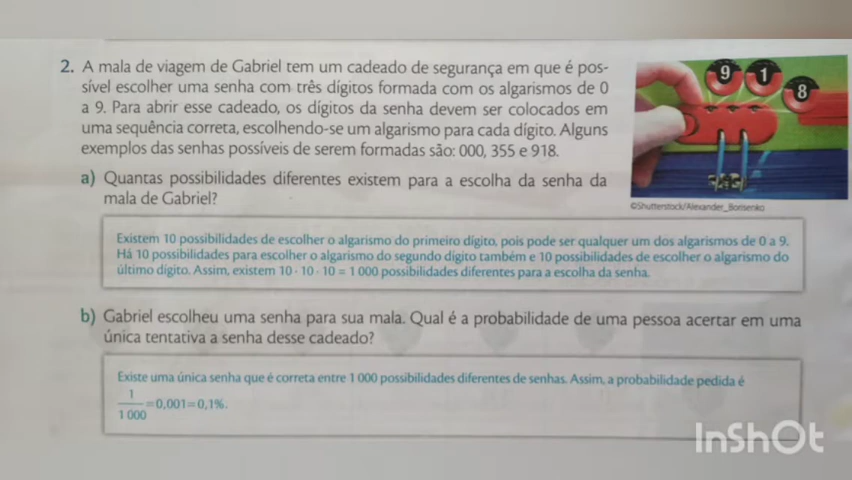 2. A mala de viagem de Gabriel tem um cadeado de segurança em que é pos-
sível escolher uma senha com três dígitos formada com os algarismos de 0
a 9. Para abrir esse cadeado, os dígitos da senha devem ser colocados em
uma sequência correta, escolhendo-se um algarismo para cada dígito. Alguns
exemplos das senhas possíveis de serem formadas são: 000, 355 e 918.
9 1 8
©Shutterstock/Alexander_Borisenko
a) Quantas possibilidades diferentes existem para a escolha da senha da
mala de Gabriel?
Existem 10 possibilidades de escolher o algarismo do primeiro dígito, pois pode ser qualquer um dos algarismos de 0 a 9.
Há 10 possibilidades para escolher o algarismo do segundo dígito também e 10 possibilidades de escolher o algarismo do
último dígito. Assim, existem 10 · 10 · 10 = 1 000 possibilidades diferentes para a escolha da senha.
b) Gabriel escolheu uma senha para sua mala. Qual é a probabilidade de uma pessoa acertar em uma
única tentativa a senha desse cadeado?
Existe uma única senha que é correta entre 1 000 possibilidades diferentes de senhas. Assim, a probabilidade pedida é
1
1 000
=0,001=0,1%.
InShOt